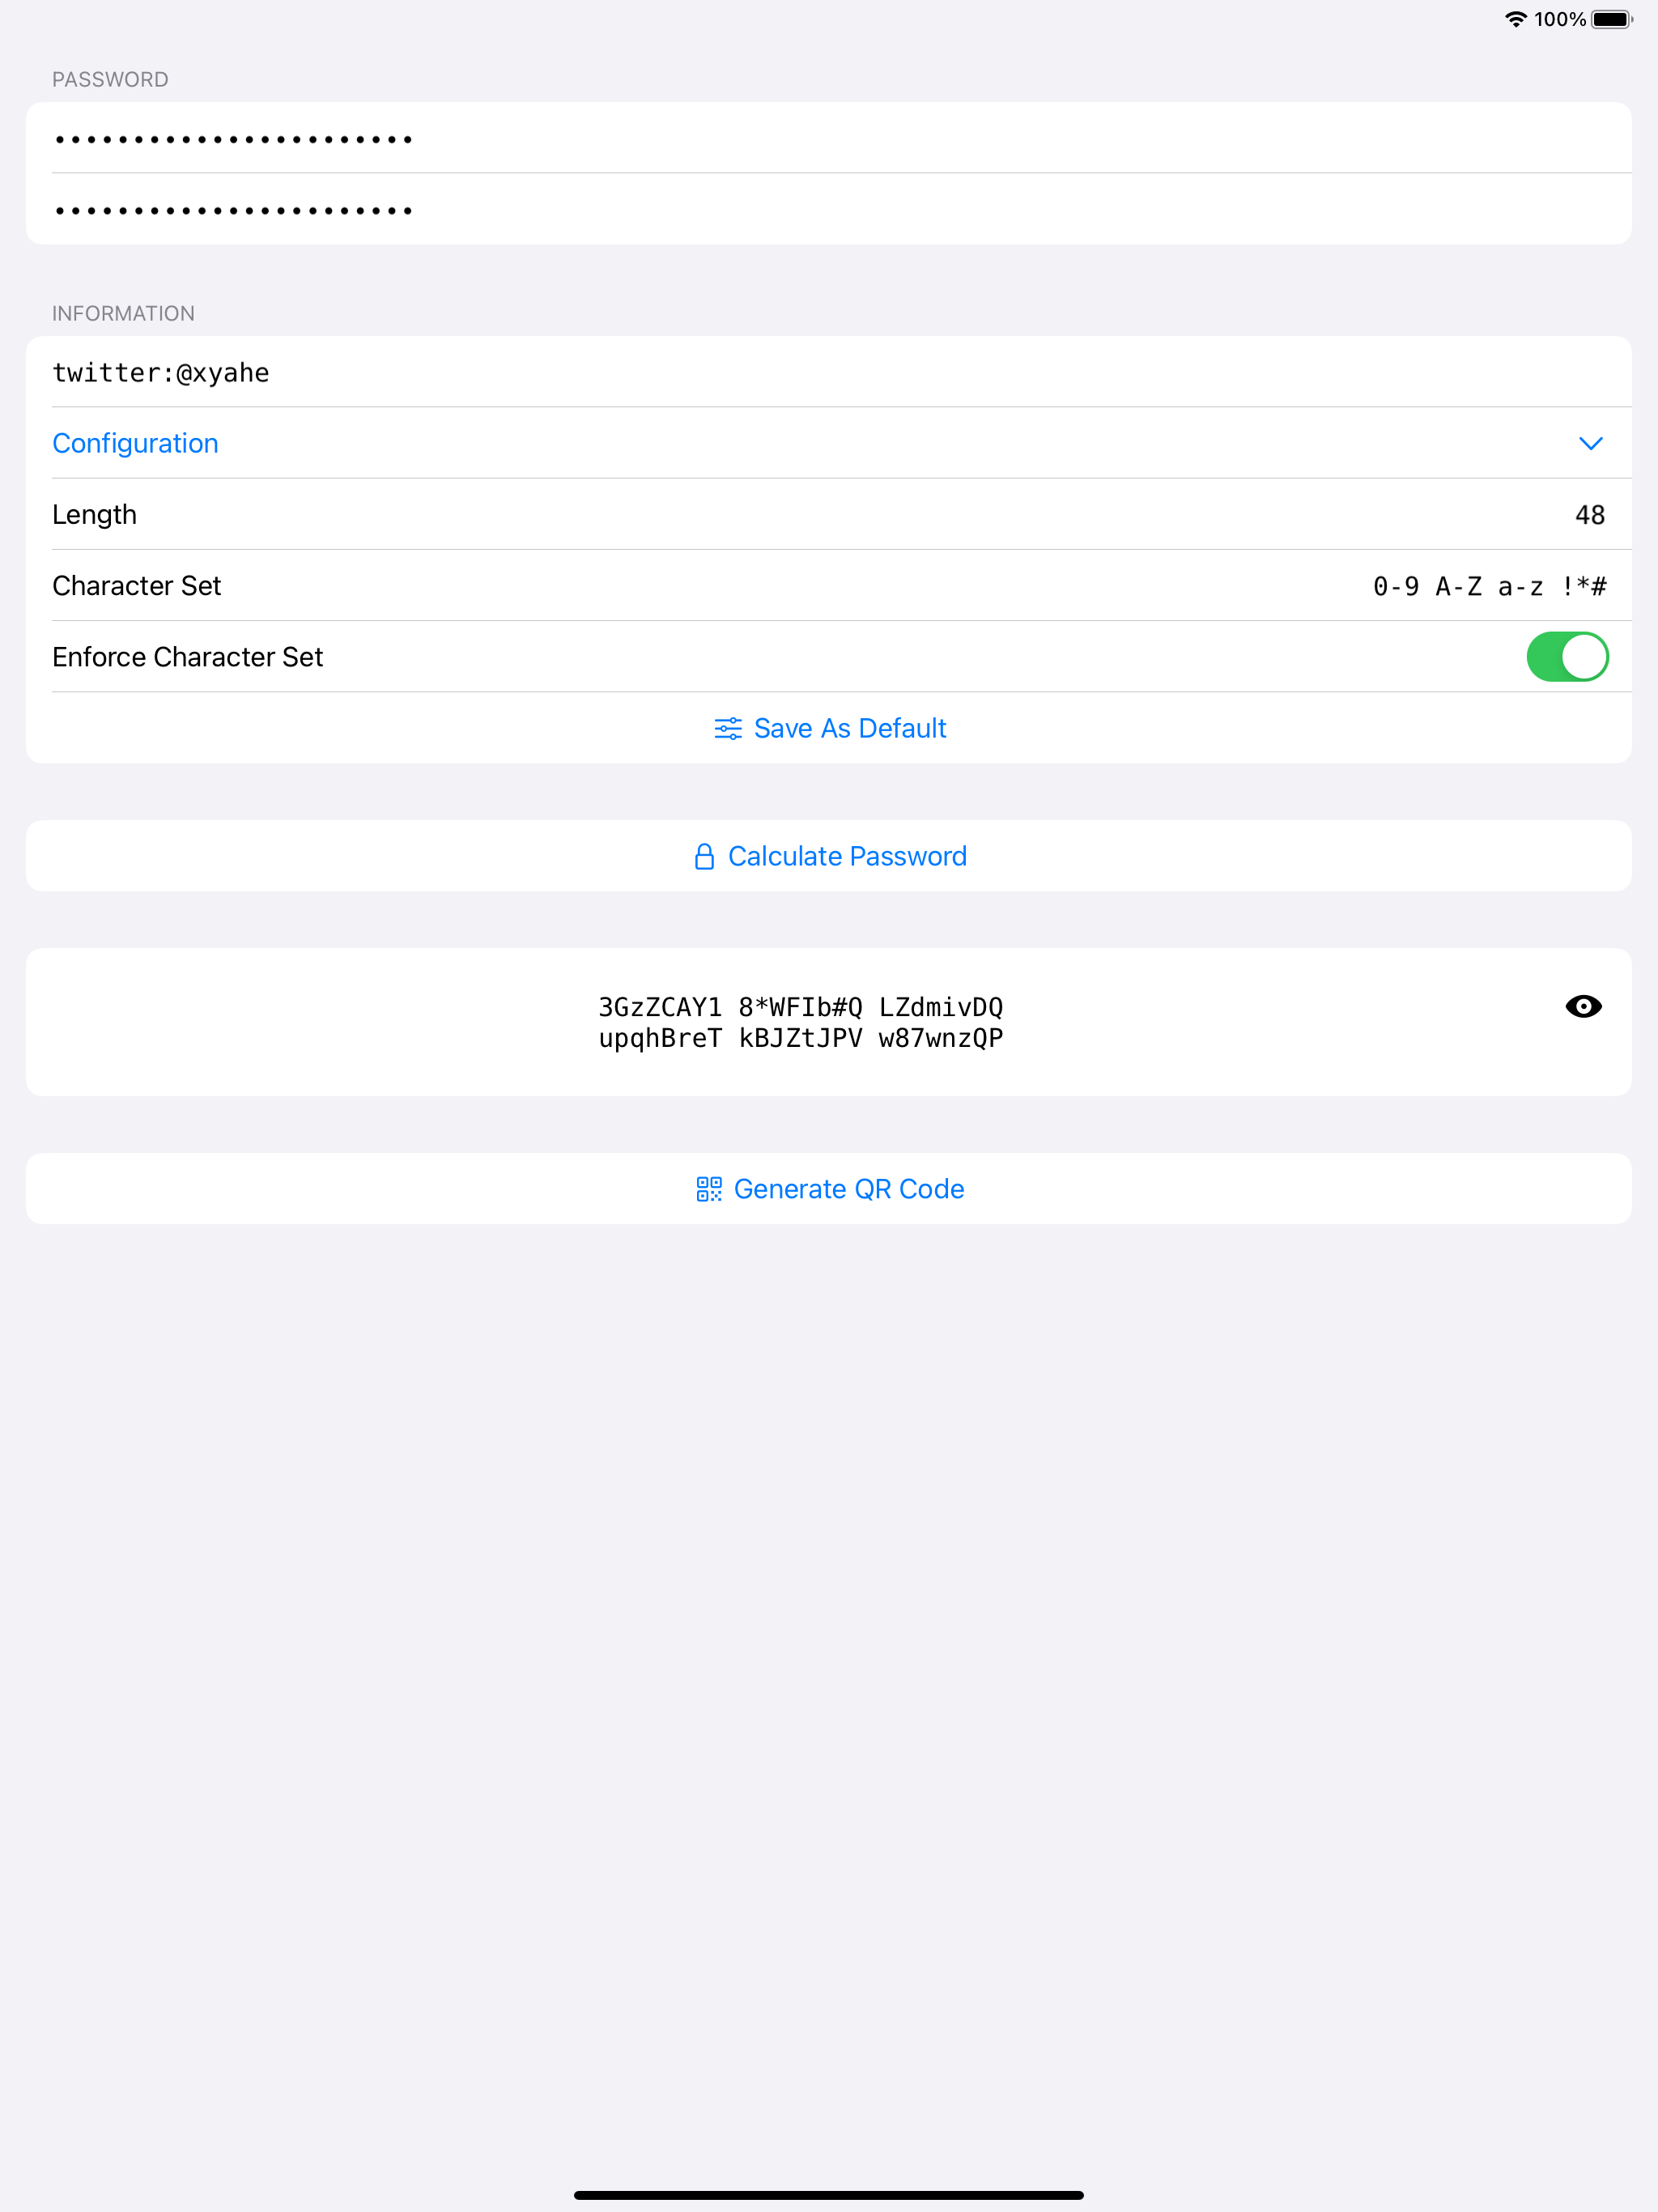 100%
PASSWORD
•••••••••••••••••••••••
•••••••••••••••••••••••
INFORMATION
twitter:@xyahe
Configuration
Length 48
Character Set 0-9 A-Z a-z !*#
Enforce Character Set
Save As Default
Calculate Password
3GzZCAY1 8*WFIb#Q LZdmivDQ
upqhBreT kBJZtJPV w87wnzQP
Generate QR Code